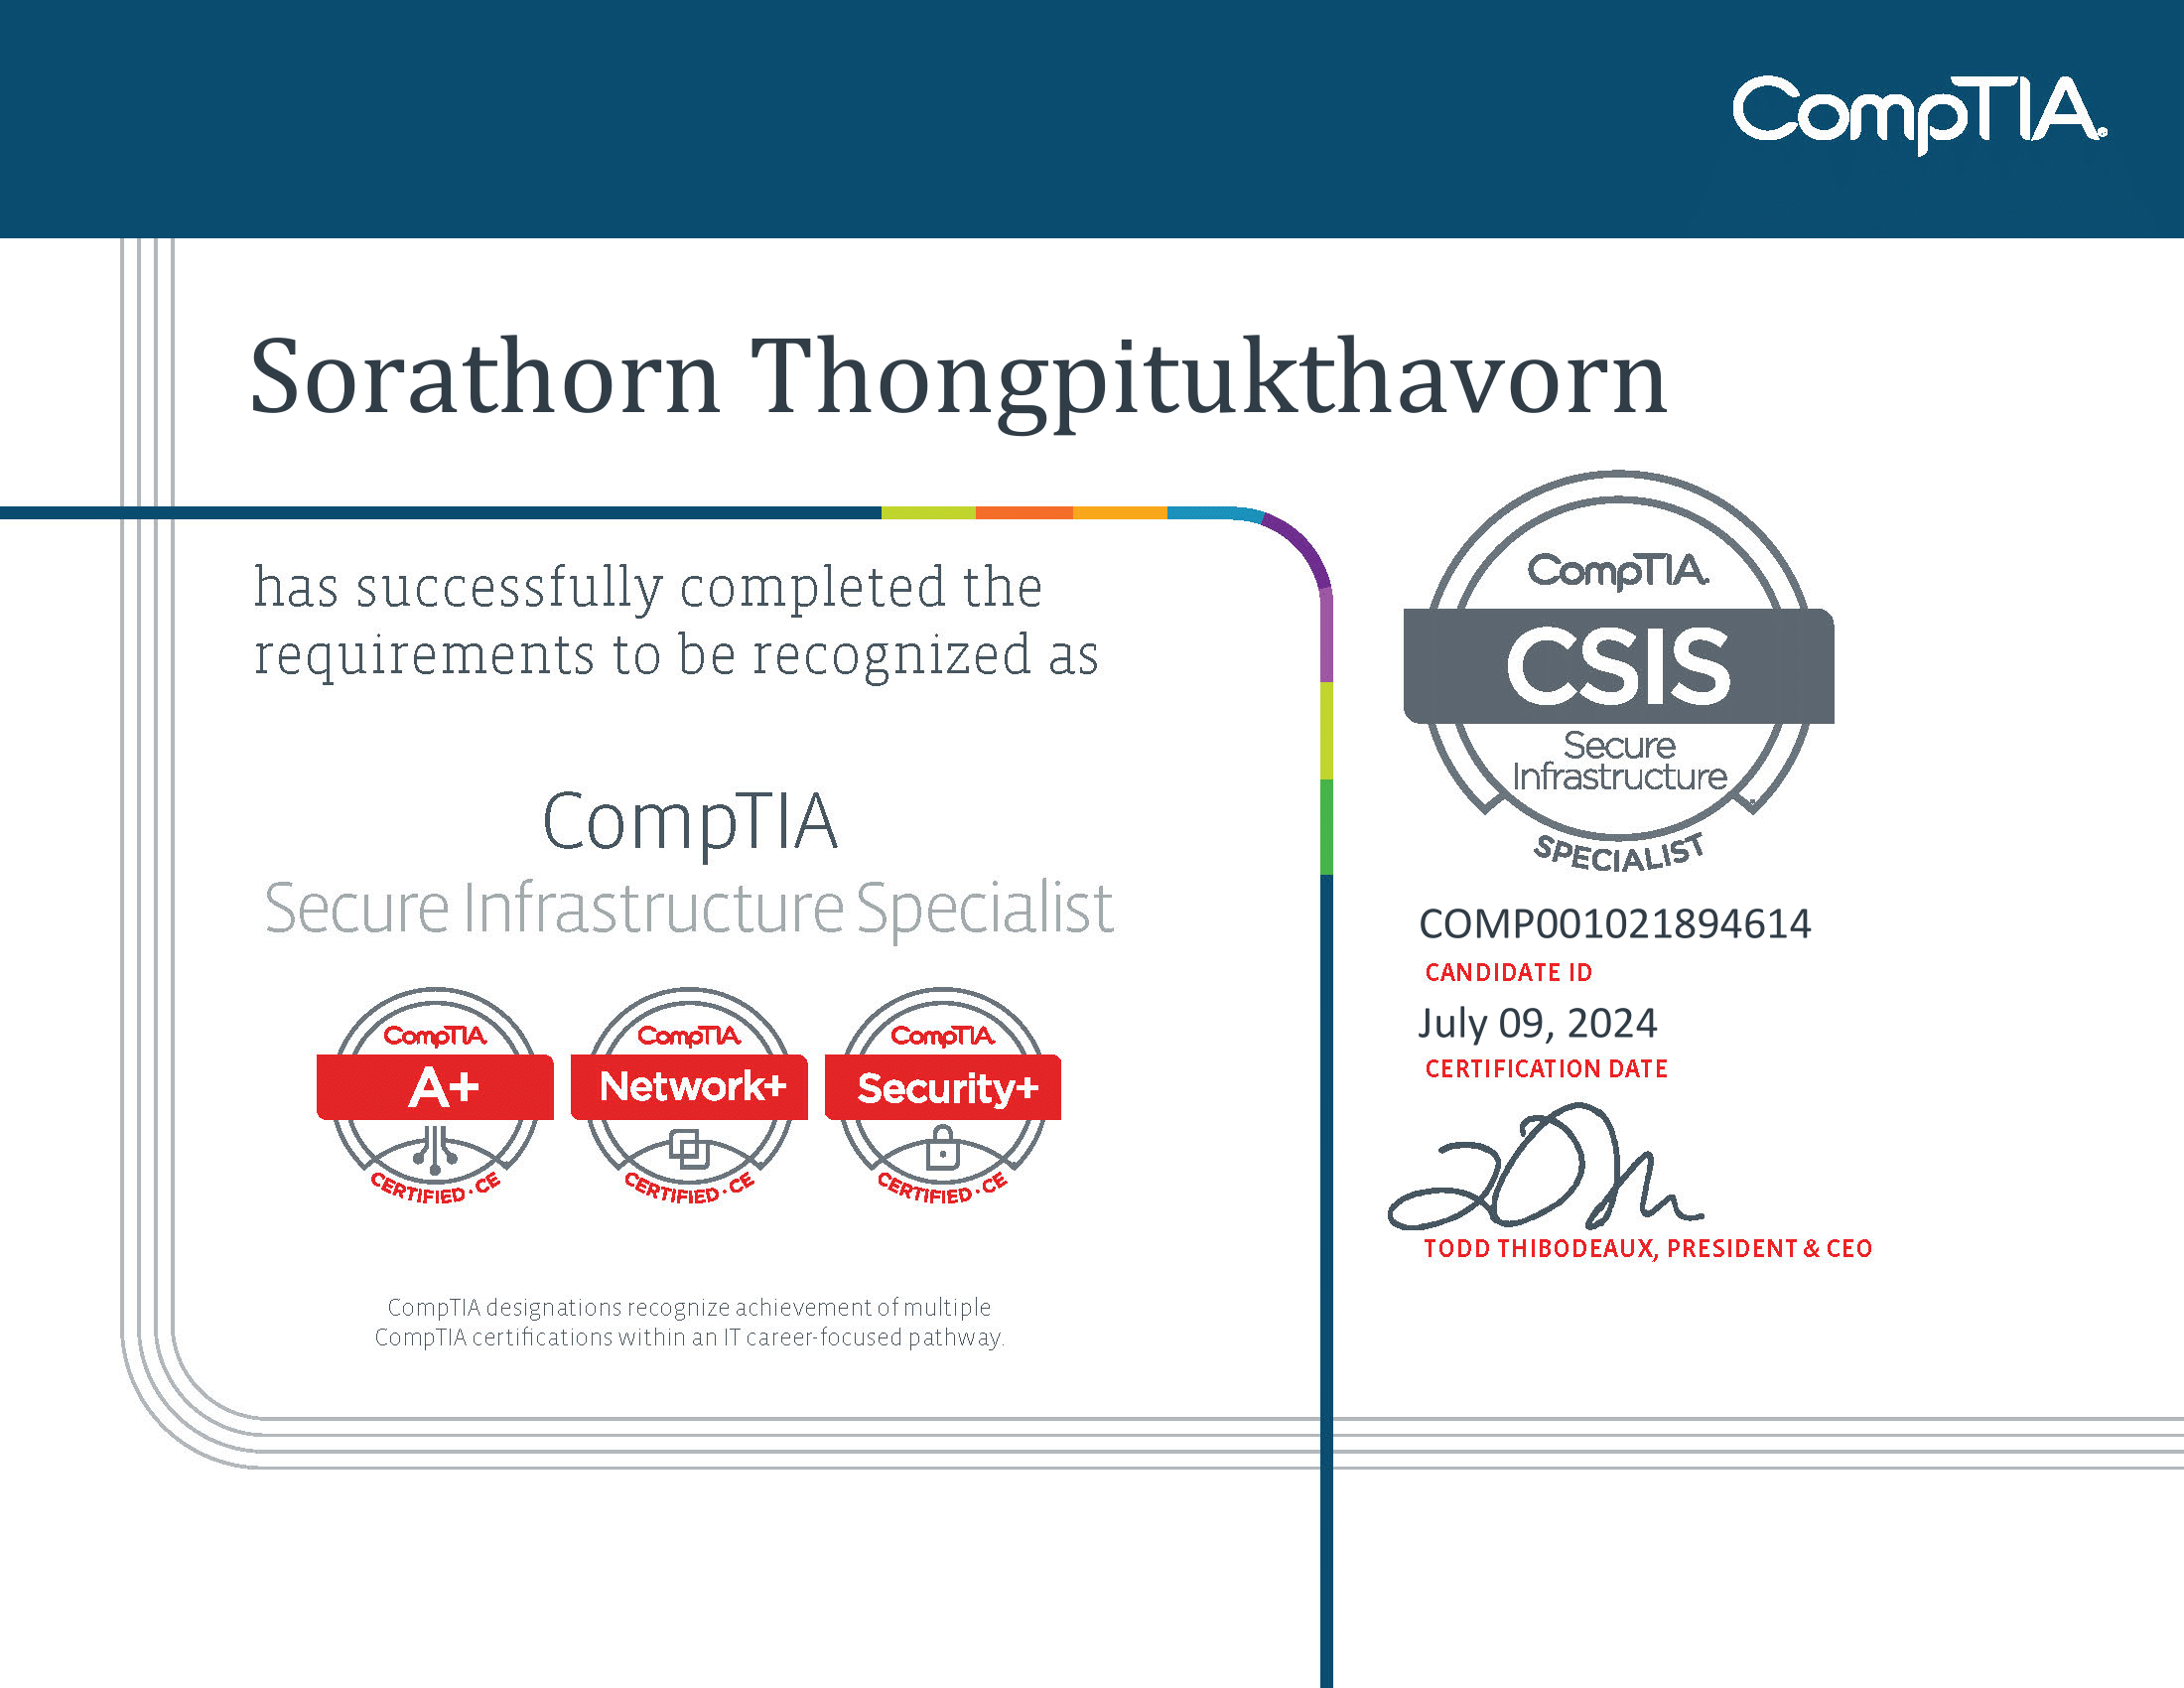 CompTIA.
Sorathorn Thongpitukthavorn
has successfully completed the
requirements to be recognized as
CompTIA
Secure Infrastructure Specialist
CompTIA
A+
CERTIFIED · CE
CompTIA
Network+
CERTIFIED · CE
CompTIA
Security+
CERTIFIED · CE
CompTIA designations recognize achievement of multiple
CompTIA certifications within an IT career-focused pathway.
CompTIA.
CSIS
Secure
Infrastructure
SPECIALIST
COMP001021894614
CANDIDATE ID
July 09, 2024
CERTIFICATION DATE
TODD THIBODEAUX, PRESIDENT & CEO